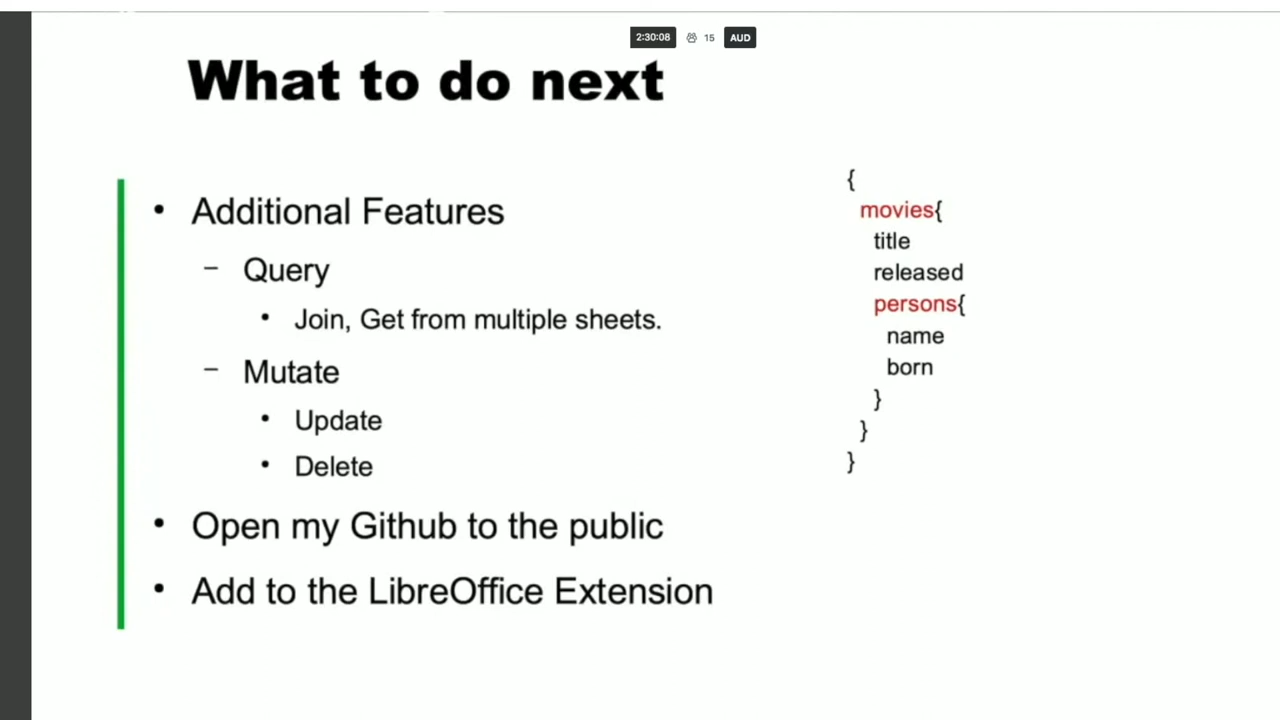 2:30:08 15 AUD
What to do next
• Additional Features
– Query
• Join, Get from multiple sheets.
– Mutate
• Update
• Delete
• Open my Github to the public
• Add to the LibreOffice Extension
{
movies{
title
released
persons{
name
born
}
}
}